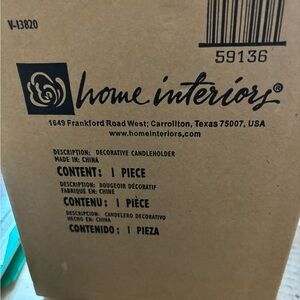 V-13820
59136
home interiors®
1649 Frankford Road West; Carrollton, Texas 75007, USA
www.homeinteriors.com
DESCRIPTION: DECORATIVE CANDLEHOLDER
MADE IN: CHINA
CONTENT: 1 PIECE
DESCRIPTION: BOUGEOIR DÉCORATIF
FABRIQUÉ EN: CHINE
CONTENU: 1 PIÈCE
DESCRIPCIÓN: CANDELERO DECORATIVO
HECHO EN: CHINA
CONTENIDO: 1 PIEZA